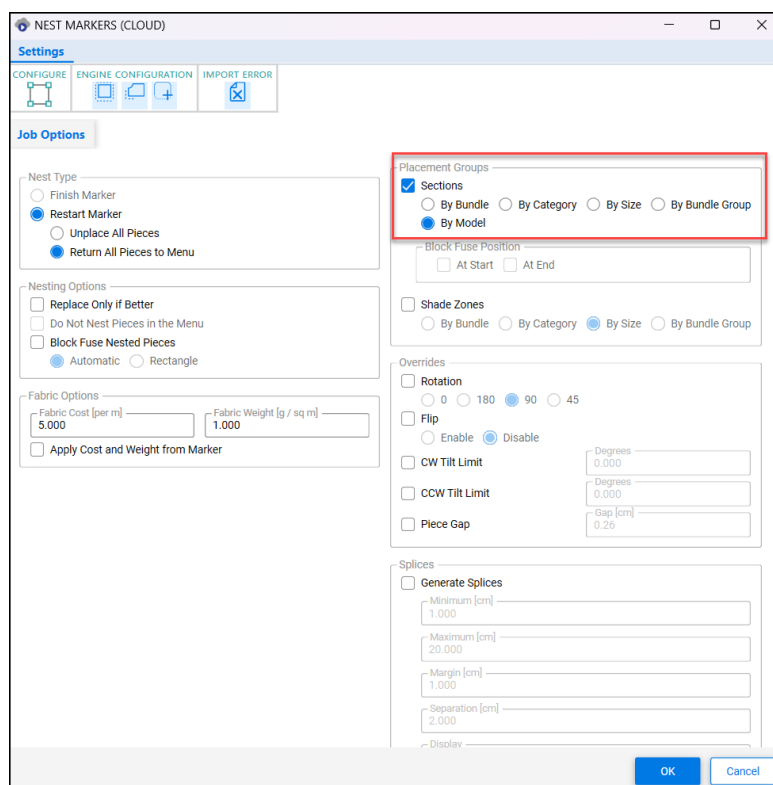 NEST MARKERS (CLOUD)
Settings
CONFIGURE
ENGINE CONFIGURATION
IMPORT ERROR
Job Options
Nest Type
Finish Marker
Restart Marker
Unplace All Pieces
Return All Pieces to Menu
Nesting Options
Replace Only if Better
Do Not Nest Pieces in the Menu
Block Fuse Nested Pieces
Automatic Rectangle
Fabric Options
Fabric Cost [per m] Fabric Weight [g / sq m]
5.000 1.000
Apply Cost and Weight from Marker
Placement Groups
Sections
By Bundle By Category By Size By Bundle Group
By Model
Block Fuse Position
At Start At End
Shade Zones
By Bundle By Category By Size By Bundle Group
Overrides
Rotation
0 180 90 45
Flip
Enable Disable
CW Tilt Limit
Degrees
0.000
CCW Tilt Limit
Degrees
0.000
Piece Gap
Gap [cm]
0.26
Splices
Generate Splices
Minimum [cm]
1.000
Maximum [cm]
20.000
Margin [cm]
1.000
Separation [cm]
2.000
Display
OK Cancel